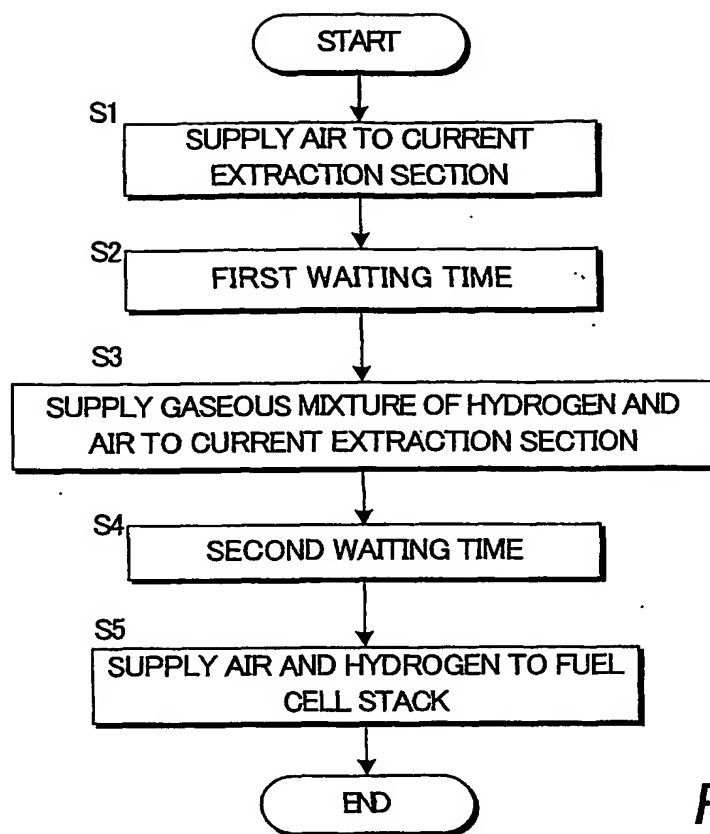 START
S1
SUPPLY AIR TO CURRENT
EXTRACTION SECTION
S2
FIRST WAITING TIME
S3
SUPPLY GASEOUS MIXTURE OF HYDROGEN AND
AIR TO CURRENT EXTRACTION SECTION
S4
SECOND WAITING TIME
S5
SUPPLY AIR AND HYDROGEN TO FUEL
CELL STACK
END